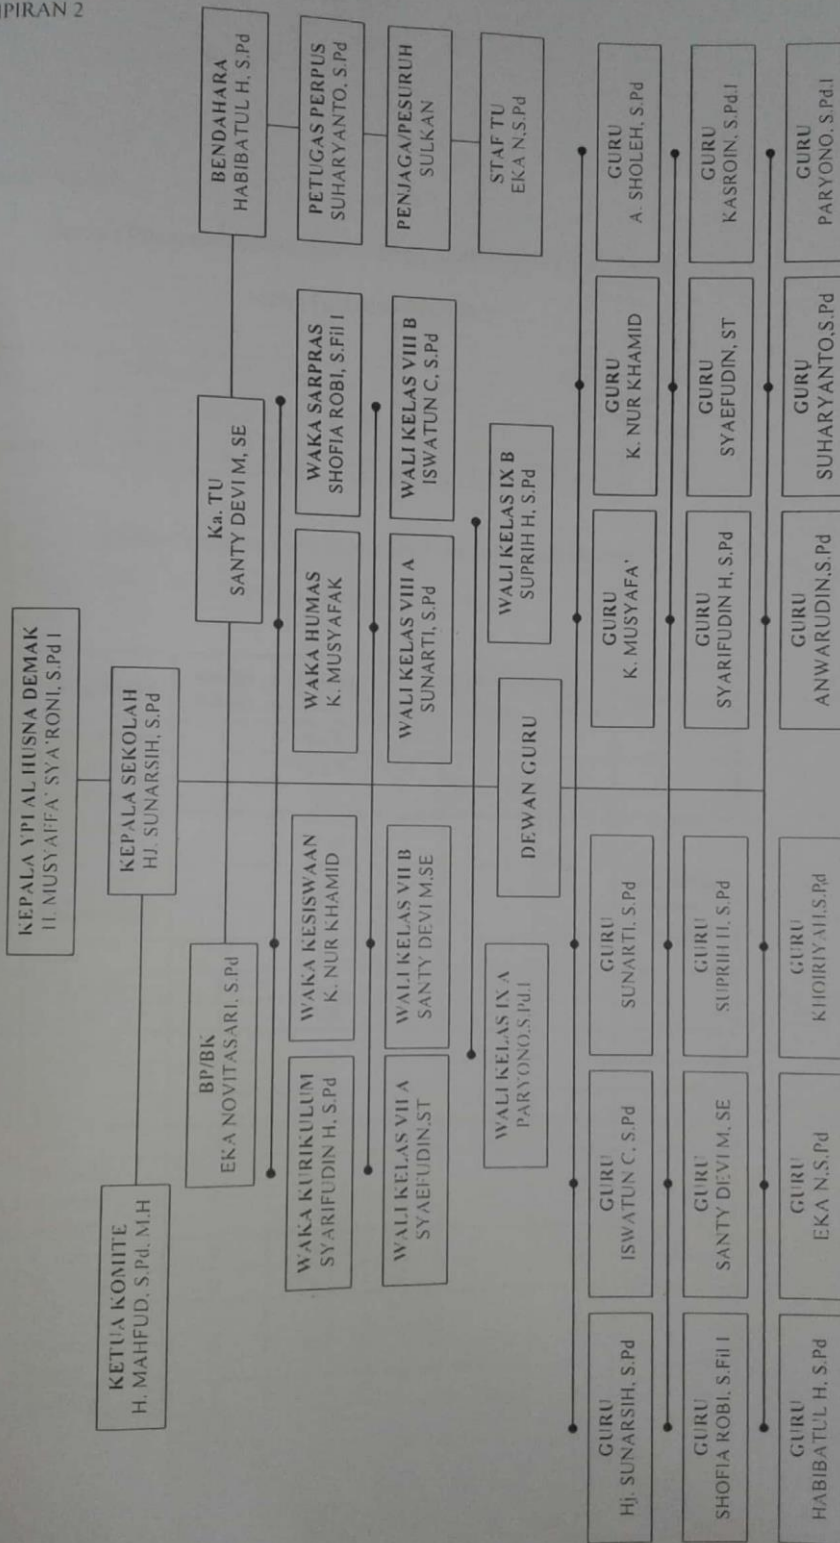 PIRAN 2
KEPALA YPI AL HUSNA DEMAK
H. MUSYAFFA' SYA'RONI, S.Pd I
KETUA KOMITE
H. MAHFUD. S.Pd. M.H
KEPALA SEKOLAH
HJ. SUNARSIH, S.Pd
BP/BK
EKA NOVITASARI. S.Pd
Ka. TU
SANTY DEVI M, SE
BENDAHARA
HABIBATUL H, S.Pd
WAKA KURIKULUM
SYARIFUDIN H, S.Pd
WAKA KESISWAAN
K. NUR KHAMID
WAKA HUMAS
K. MUSYAFAK
WAKA SARPRAS
SHOFIA ROBI, S.Fil I
PETUGAS PERPUS
SUHARYANTO, S.Pd
WALI KELAS VII A
SYAEFUDIN.ST
WALI KELAS VII B
SANTY DEVI M.SE
WALI KELAS VIII A
SUNARTI, S.Pd
WALI KELAS VIII B
ISWATUN C, S.Pd
PENJAGA/PESURUH
SULKAN
WALI KELAS IX A
PARYONO.S.Pd.I
DEWAN GURU
WALI KELAS IX B
SUPRIH H, S.Pd
STAF TU
EKA N.S.Pd
GURU
Hj. SUNARSIH, S.Pd
GURU
ISWATUN C, S.Pd
GURU
SUNARTI, S.Pd
GURU
K. MUSYAFA'
GURU
K. NUR KHAMID
GURU
A. SHOLEH, S.Pd
GURU
SHOFIA ROBI. S.Fil I
GURU
SANTY DEVI M, SE
GURU
SUPRIH H, S.Pd
GURU
SYARIFUDIN H, S.Pd
GURU
SYAEFUDIN, ST
GURU
KASROIN, S.Pd.I
GURU
HABIBATUL H, S.Pd
GURU
EKA N.S.Pd
GURU
KHOIRIYAH.S.Pd
GURU
ANWARUDIN.S.Pd
GURU
SUHARYANTO.S.Pd
GURU
PARYONO, S.Pd.I